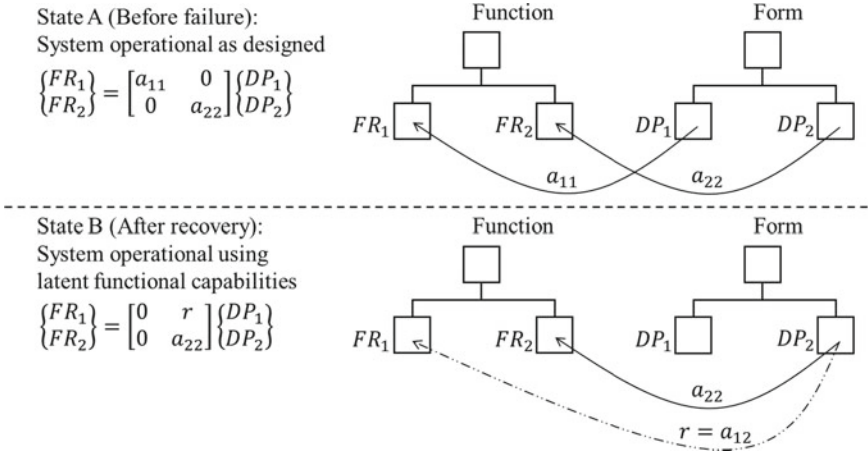 State A (Before failure):
System operational as designed
{FR₁ FR₂} = [a₁₁ 0 0 a₂₂]{DP₁ DP₂}
Function
Form
FR₁
FR₂
DP₁
DP₂
a₁₁
a₂₂
State B (After recovery):
System operational using
latent functional capabilities
{FR₁ FR₂} = [0 r 0 a₂₂]{DP₁ DP₂}
Function
Form
FR₁
FR₂
DP₁
DP₂
a₂₂
r = a₁₂